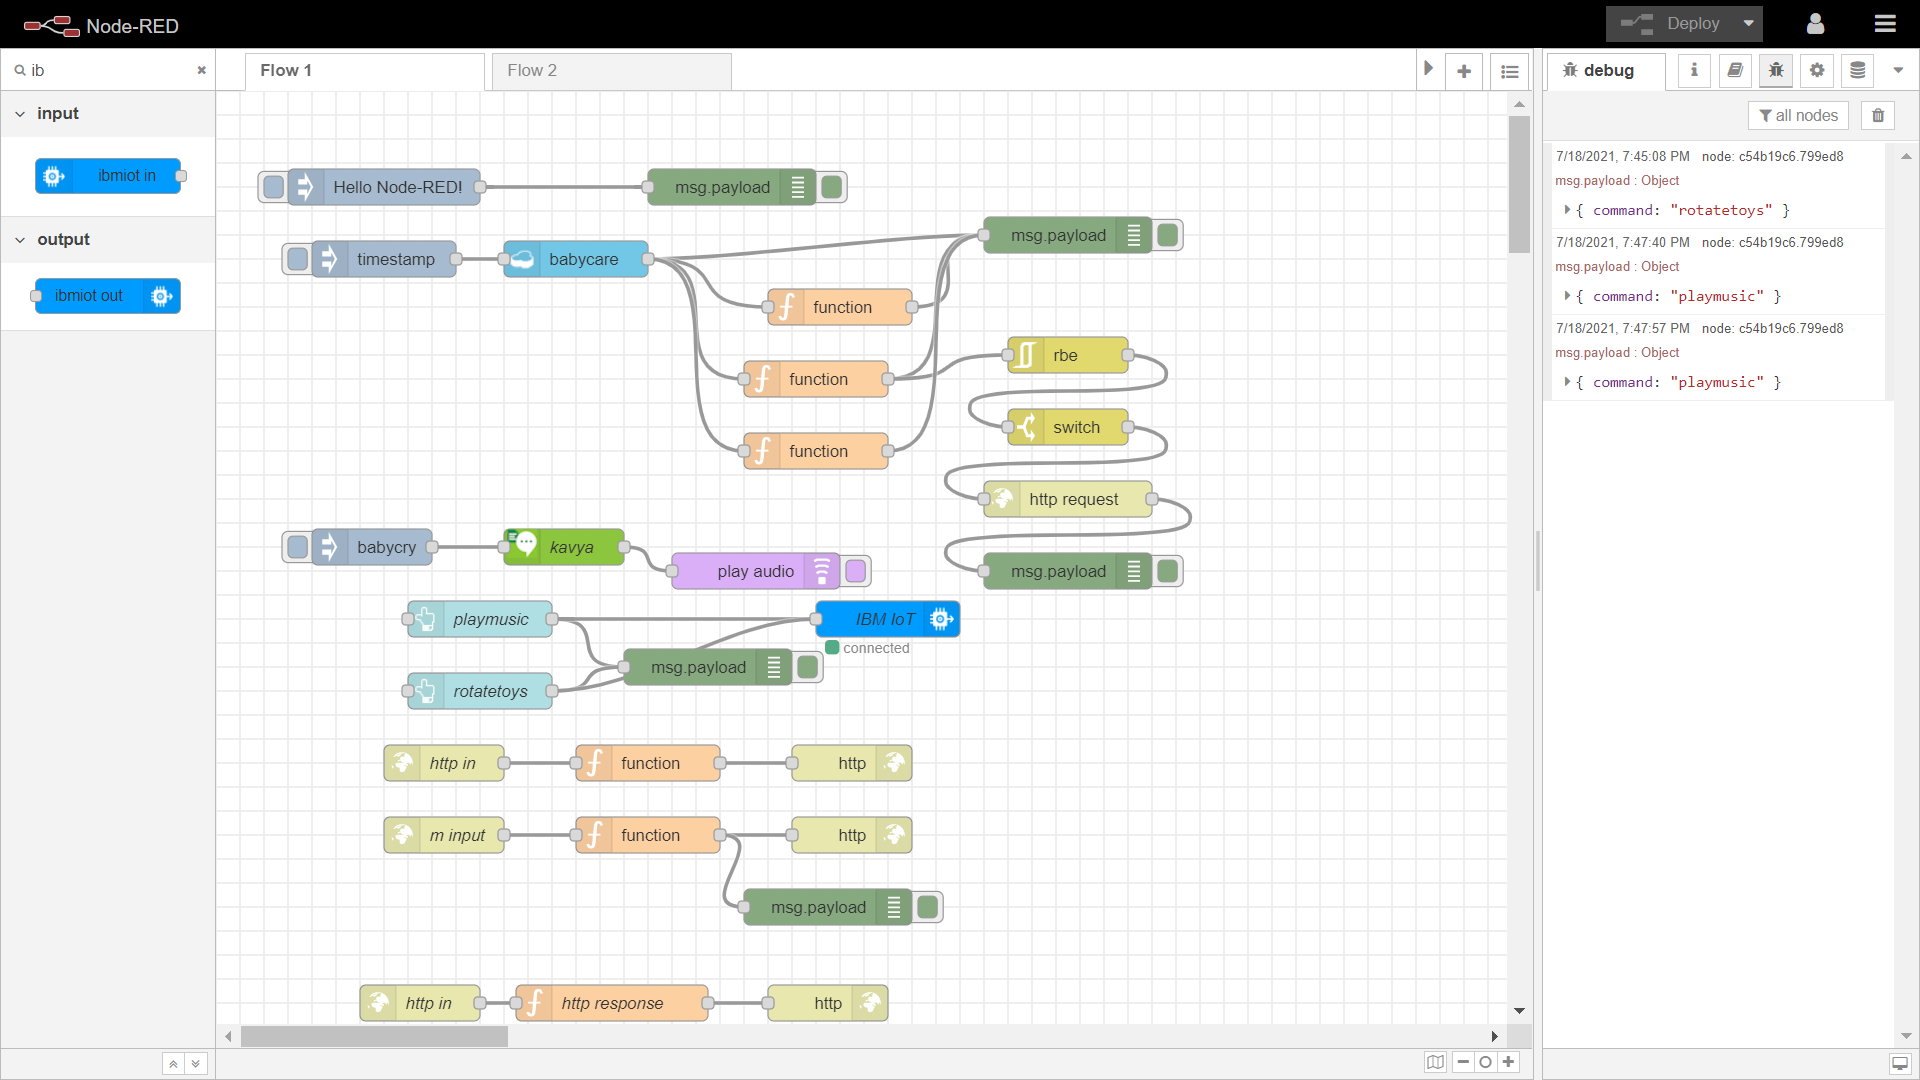 Node-RED
Deploy
ib
Flow 1
Flow 2
debug
i
input
all nodes
ibmiot in
output
ibmiot out
Hello Node-RED!
msg.payload
timestamp
babycare
msg.payload
function
function
function
rbe
switch
http request
msg.payload
babycry
kavya
play audio
playmusic
IBM IoT
connected
msg.payload
rotatetoys
http in
function
http
m input
function
http
msg.payload
http in
http response
http
7/18/2021, 7:45:08 PM node: c54b19c6.799ed8
msg.payload : Object
{ command: "rotatetoys" }
7/18/2021, 7:47:40 PM node: c54b19c6.799ed8
msg.payload : Object
{ command: "playmusic" }
7/18/2021, 7:47:57 PM node: c54b19c6.799ed8
msg.payload : Object
{ command: "playmusic" }